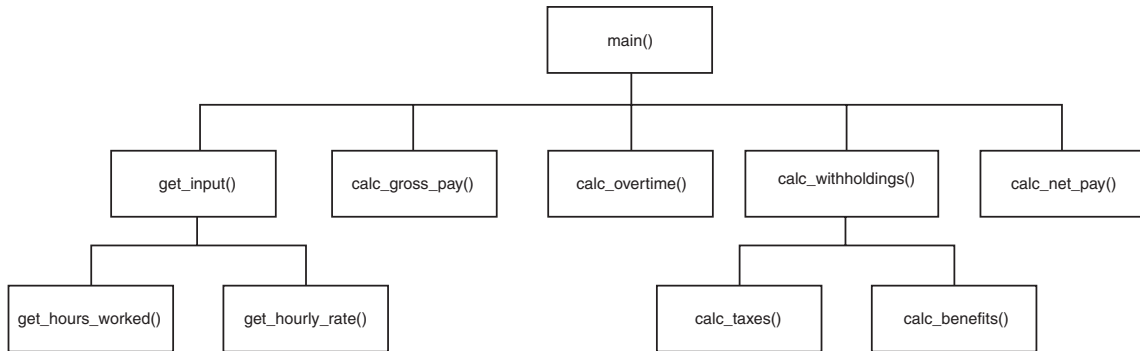 main()
get_input()
calc_gross_pay()
calc_overtime()
calc_withholdings()
calc_net_pay()
get_hours_worked()
get_hourly_rate()
calc_taxes()
calc_benefits()